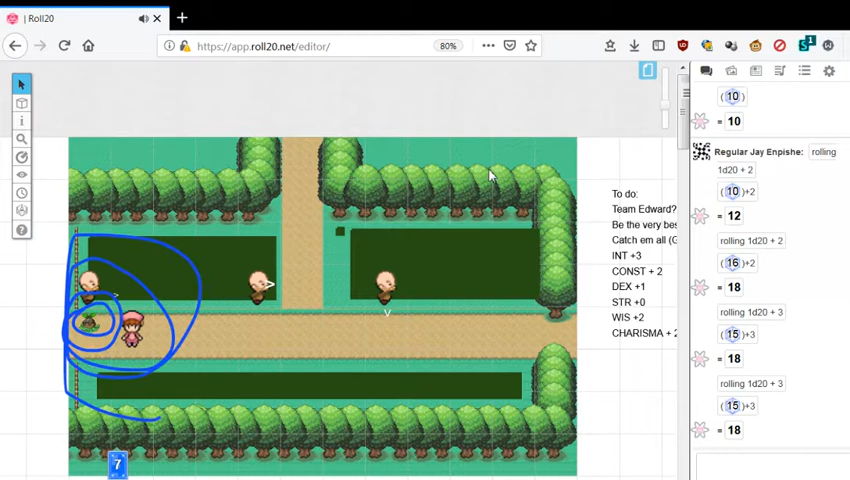 | Roll20
https://app.roll20.net/editor/
80%
1
(10)
= 10
Regular Jay Enpishe: rolling
1d20 + 2
(10)+2
= 12
rolling 1d20 + 2
(16)+2
= 18
rolling 1d20 + 3
(15)+3
= 18
rolling 1d20 + 3
(15)+3
= 18
To do:
Team Edward?
Be the very bes
Catch em all (G
INT +3
CONST + 2
DEX +1
STR +0
WIS +2
CHARISMA + 2
>
>
V
7